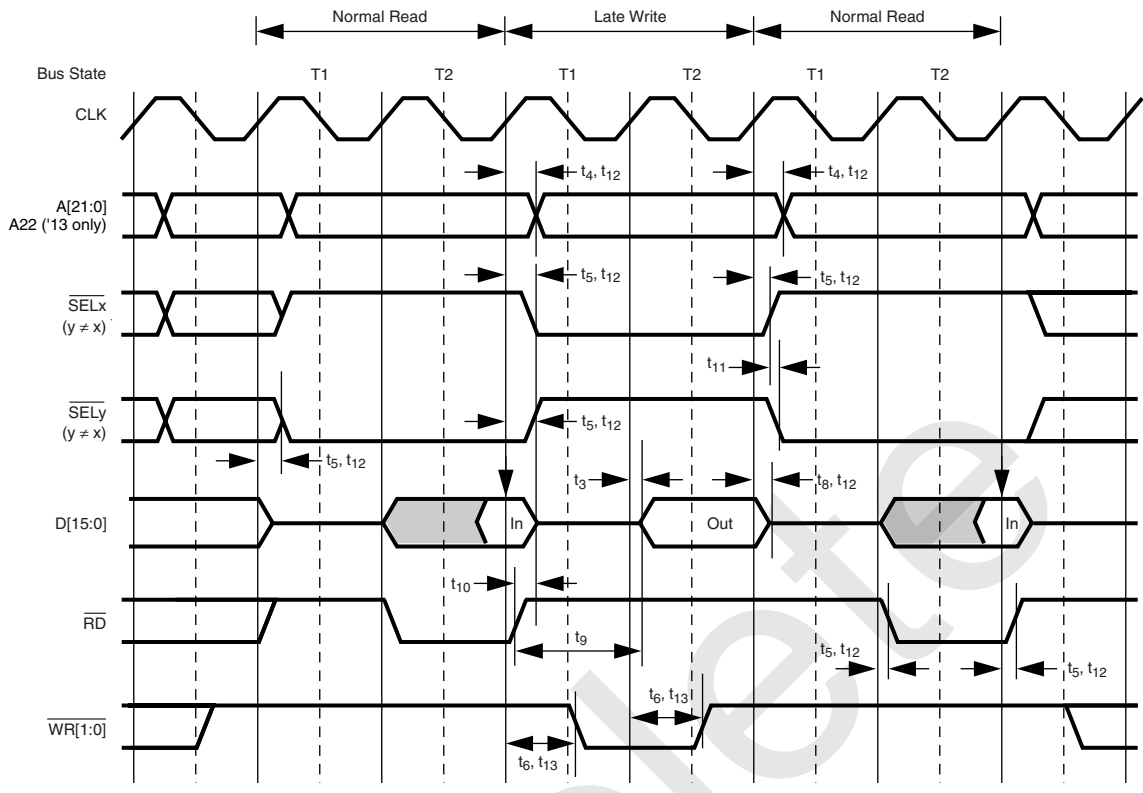 Normal Read Late Write Normal Read
Bus State T1 T2 T1 T2 T1 T2
CLK
t4, t12 t4, t12
A[21:0]
A22 ('13 only)
t5, t12 t5, t12
SELx
(y ≠ x)
t11
SELy
(y ≠ x)
t5, t12
t5, t12
t3 t8, t12
D[15:0] In Out In
t10
RD
t9
t5, t12 t5, t12
t6, t13
WR[1:0]
t6, t13